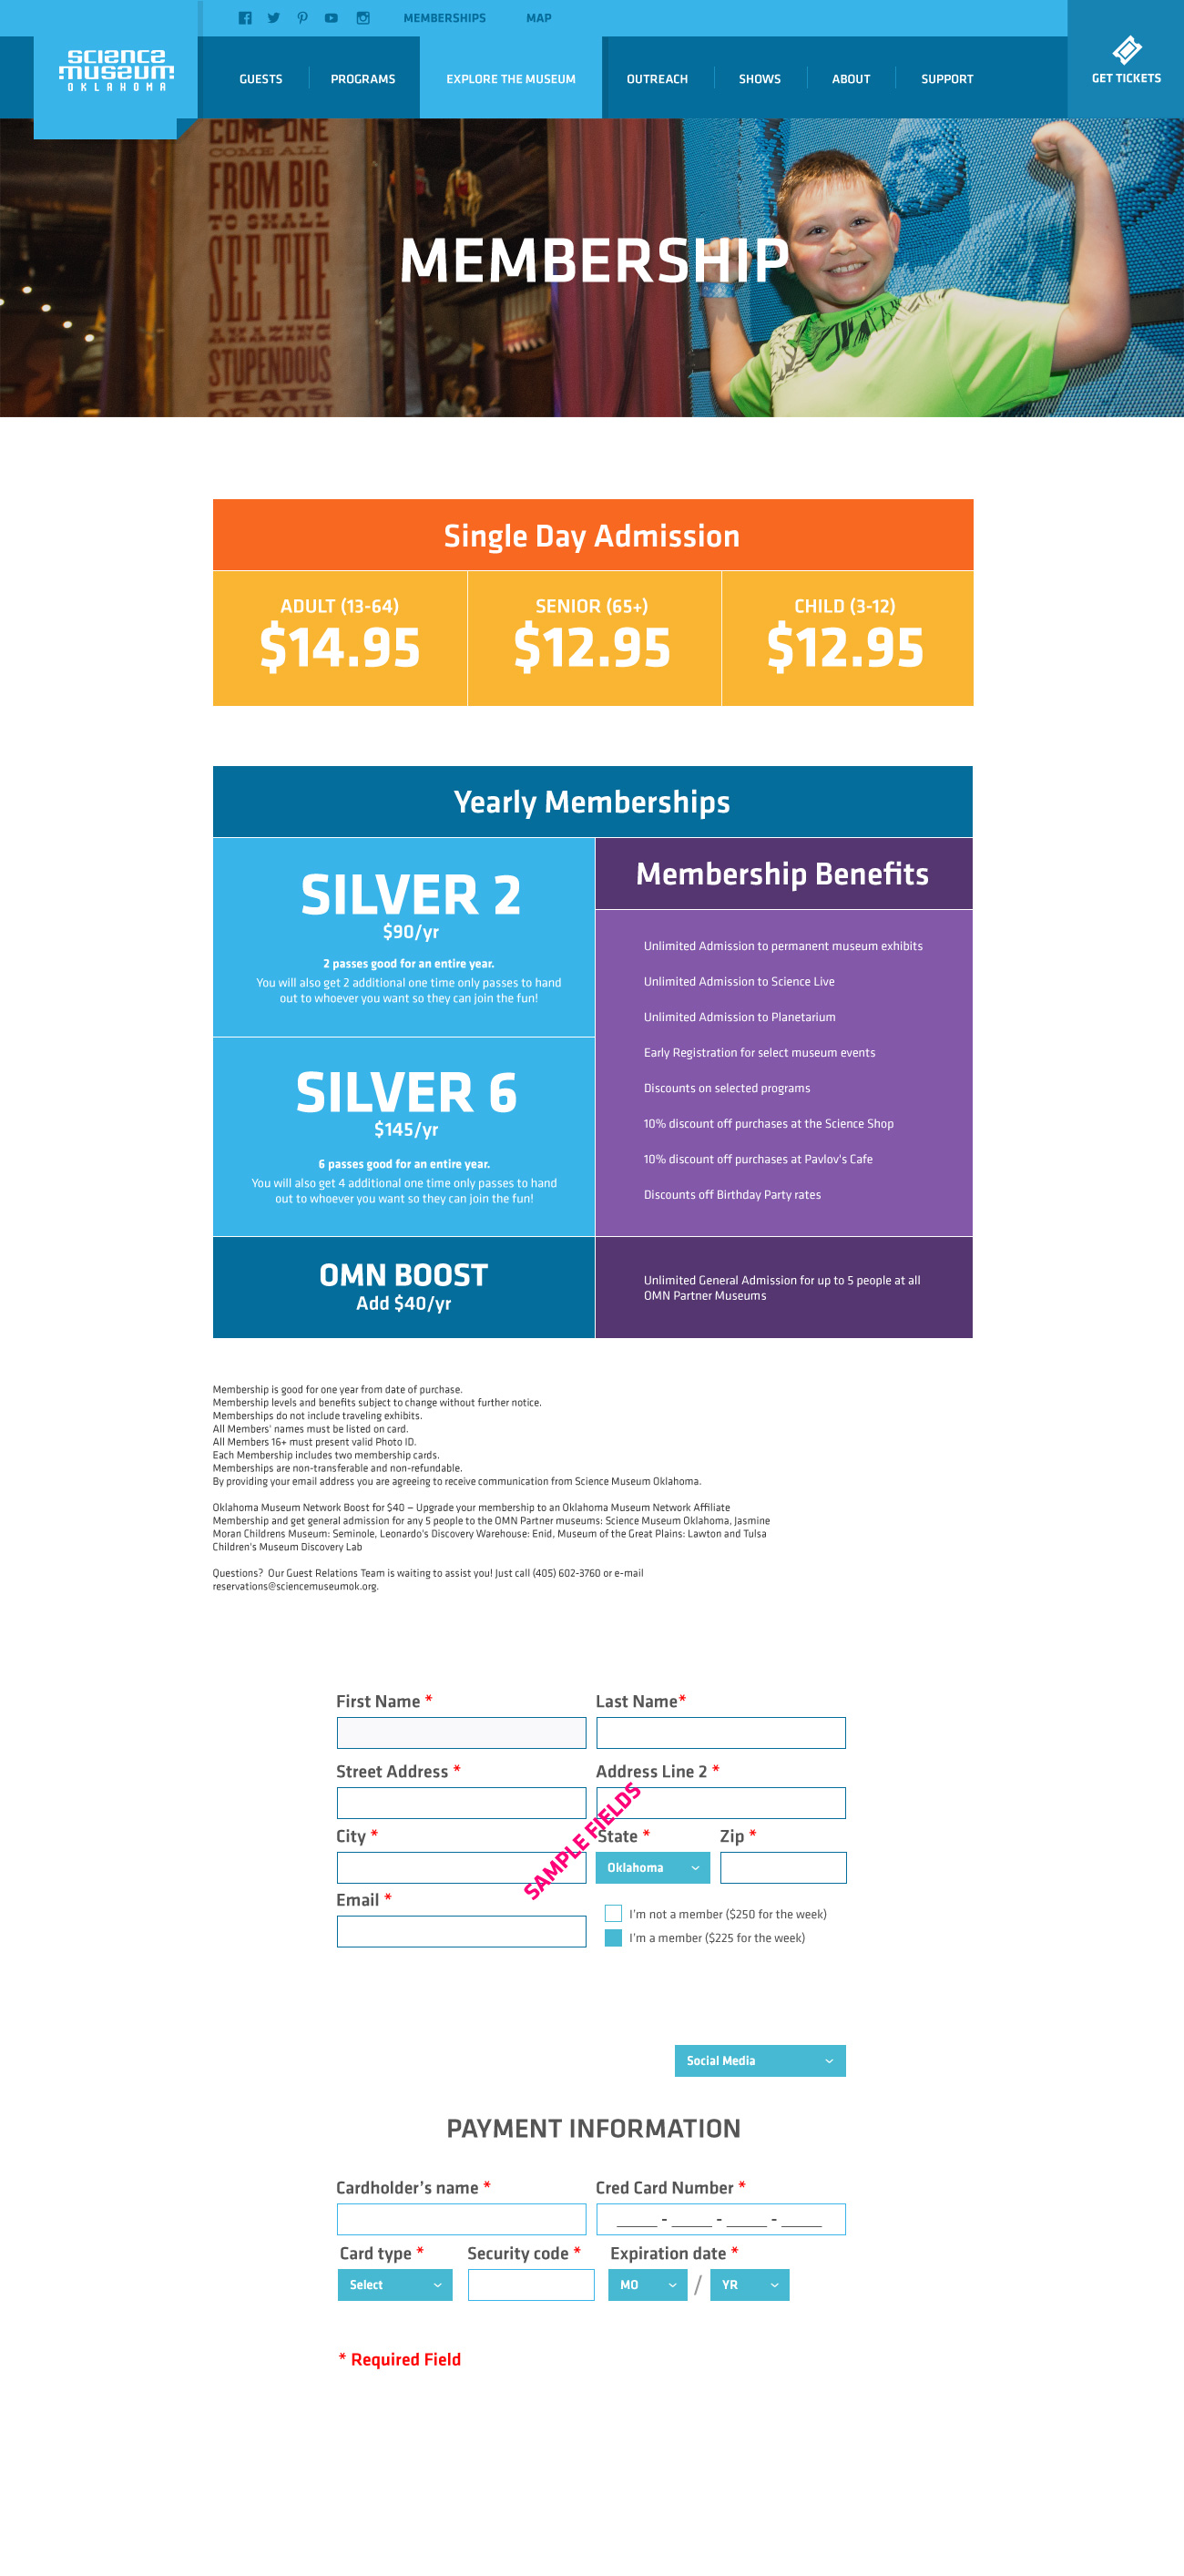 MEMBERSHIPS MAP
science
museum
OKLAHOMA
GUESTS PROGRAMS EXPLORE THE MUSEUM OUTREACH SHOWS ABOUT SUPPORT
GET TICKETS
COME ONE
COME ALL
FROM BIG
TO SMALL
SEE THE
AMAZING
STUPENDOUS
FEATS
OF YOU!
MEMBERSHIP
Single Day Admission
ADULT (13-64)
$14.95
SENIOR (65+)
$12.95
CHILD (3-12)
$12.95
Yearly Memberships
SILVER 2
$90/yr
2 passes good for an entire year.
You will also get 2 additional one time only passes to hand
out to whoever you want so they can join the fun!
SILVER 6
$145/yr
6 passes good for an entire year.
You will also get 4 additional one time only passes to hand
out to whoever you want so they can join the fun!
OMN BOOST
Add $40/yr
Membership Benefits
Unlimited Admission to permanent museum exhibits
Unlimited Admission to Science Live
Unlimited Admission to Planetarium
Early Registration for select museum events
Discounts on selected programs
10% discount off purchases at the Science Shop
10% discount off purchases at Pavlov's Cafe
Discounts off Birthday Party rates
Unlimited General Admission for up to 5 people at all
OMN Partner Museums
Membership is good for one year from date of purchase.
Membership levels and benefits subject to change without further notice.
Memberships do not include traveling exhibits.
All Members' names must be listed on card.
All Members 16+ must present valid Photo ID.
Each Membership includes two membership cards.
Memberships are non-transferable and non-refundable.
By providing your email address you are agreeing to receive communication from Science Museum Oklahoma.
Oklahoma Museum Network Boost for $40 – Upgrade your membership to an Oklahoma Museum Network Affiliate
Membership and get general admission for any 5 people to the OMN Partner museums: Science Museum Oklahoma, Jasmine
Moran Childrens Museum: Seminole, Leonardo's Discovery Warehouse: Enid, Museum of the Great Plains: Lawton and Tulsa
Children's Museum Discovery Lab
Questions? Our Guest Relations Team is waiting to assist you! Just call (405) 602-3760 or e-mail
reservations@sciencemuseumok.org.
First Name * Last Name*
Street Address * Address Line 2 *
SAMPLE FIELDS
City * State * Zip *
Oklahoma
Email *
I'm not a member ($250 for the week)
I'm a member ($225 for the week)
Social Media
PAYMENT INFORMATION
Cardholder's name * Cred Card Number *
____ - ____ - ____ - ____
Card type * Security code * Expiration date *
Select MO / YR
* Required Field